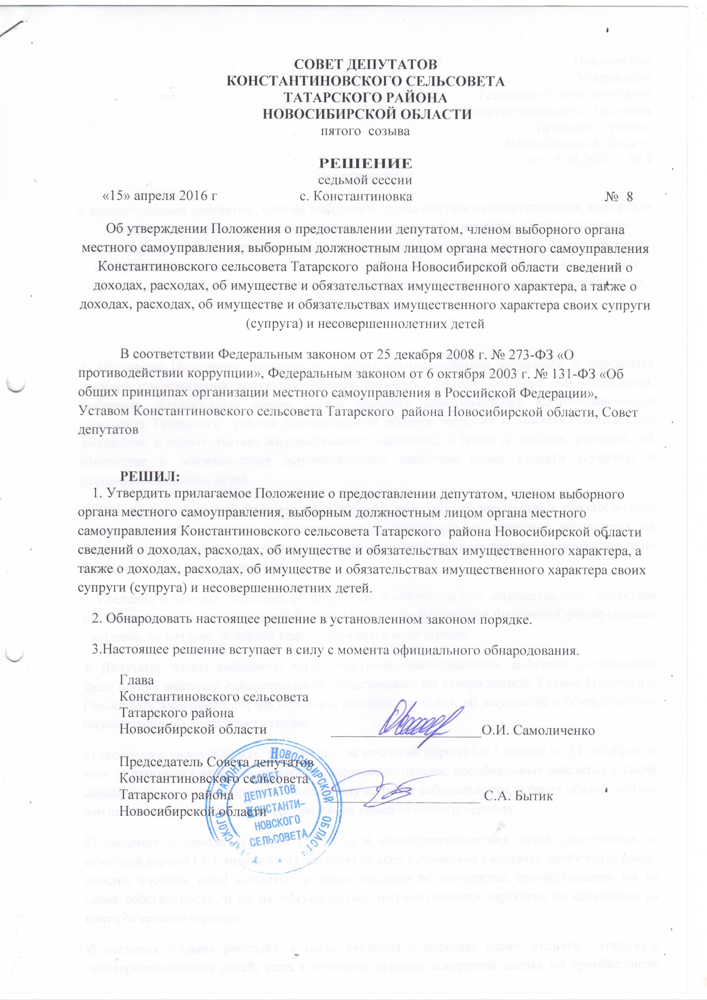 СОВЕТ ДЕПУТАТОВ
КОНСТАНТИНОВСКОГО СЕЛЬСОВЕТА
ТАТАРСКОГО РАЙОНА
НОВОСИБИРСКОЙ ОБЛАСТИ
пятого созыва
РЕШЕНИЕ
седьмой сессии
«15» апреля 2016 г с. Константиновка № 8
Об утверждении Положения о предоставлении депутатом, членом выборного органа
местного самоуправления, выборным должностным лицом органа местного самоуправления
Константиновского сельсовета Татарского района Новосибирской области сведений о
доходах, расходах, об имуществе и обязательствах имущественного характера, а также о
доходах, расходах, об имуществе и обязательствах имущественного характера своих супруги
(супруга) и несовершеннолетних детей
В соответствии Федеральным законом от 25 декабря 2008 г. № 273-ФЗ «О
противодействии коррупции», Федеральным законом от 6 октября 2003 г. № 131-ФЗ «Об
общих принципах организации местного самоуправления в Российской Федерации»,
Уставом Константиновского сельсовета Татарского района Новосибирской области, Совет
депутатов
РЕШИЛ:
1. Утвердить прилагаемое Положение о предоставлении депутатом, членом выборного
органа местного самоуправления, выборным должностным лицом органа местного
самоуправления Константиновского сельсовета Татарского района Новосибирской области
сведений о доходах, расходах, об имуществе и обязательствах имущественного характера, а
также о доходах, расходах, об имуществе и обязательствах имущественного характера своих
супруги (супруга) и несовершеннолетних детей.
2. Обнародовать настоящее решение в установленном законом порядке.
3.Настоящее решение вступает в силу с момента официального обнародования.
Глава
Константиновского сельсовета
Татарского района
Новосибирской области О.И. Самоличенко
Председатель Совета депутатов
Константиновского сельсовета
Татарского района С.А. Бытик
Новосибирской области
РАЙОНА НОВОСИБИРСКОЙ ОБЛАСТИ
СОВЕТ
ДЕПУТАТОВ
КОНСТАНТИ-
НОВСКОГО
СЕЛЬСОВЕТА